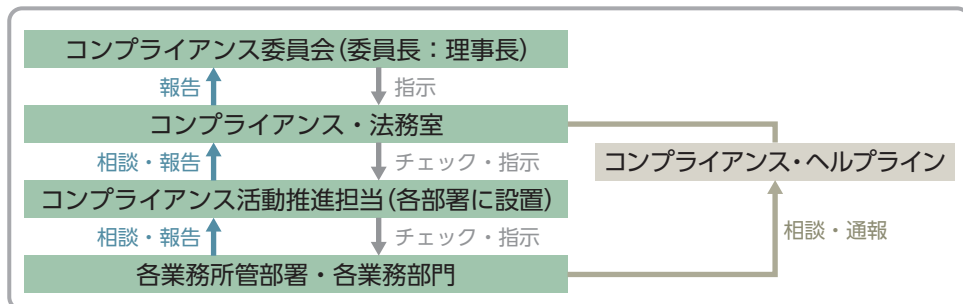 コンプライアンス委員会(委員長：理事長)
報告
指示
コンプライアンス・法務室
相談・報告
チェック・指示
コンプライアンス・ヘルプライン
コンプライアンス活動推進担当(各部署に設置)
相談・報告
チェック・指示
相談・通報
各業務所管部署・各業務部門